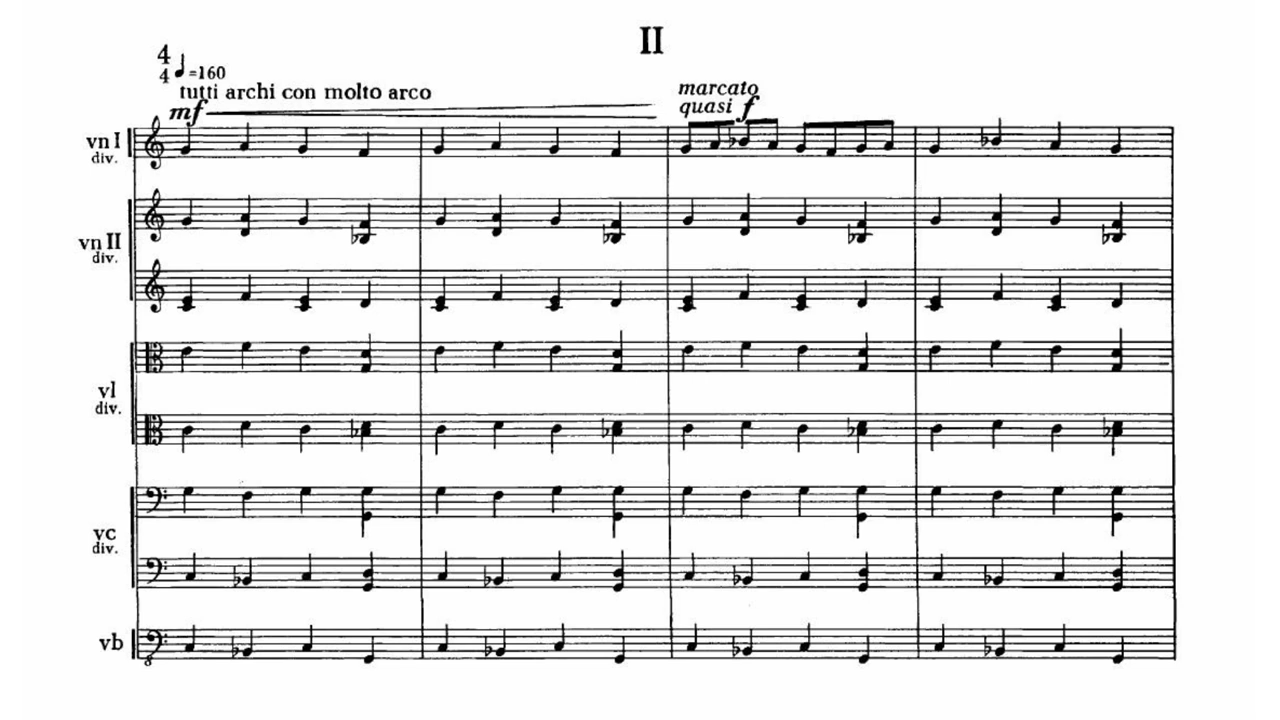 II
4
4 ♩=160
tutti archi con molto arco
mf
marcato
quasi f
vn I
div.
vn II
div.
vl
div.
vc
div.
vb
8